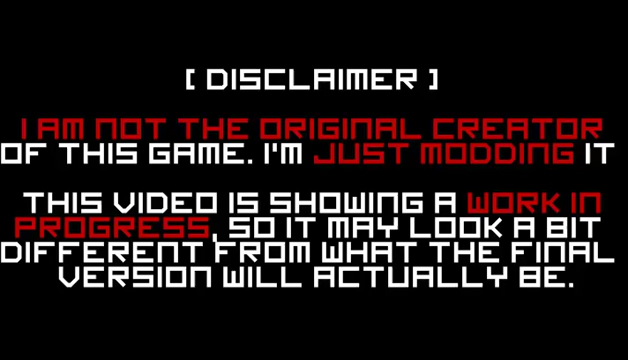 [ DISCLAIMER ]
I AM NOT THE ORIGINAL CREATOR
OF THIS GAME. I'M JUST MODDING IT
THIS VIDEO IS SHOWING A WORK IN
PROGRESS, SO IT MAY LOOK A BIT
DIFFERENT FROM WHAT THE FINAL
VERSION WILL ACTUALLY BE.